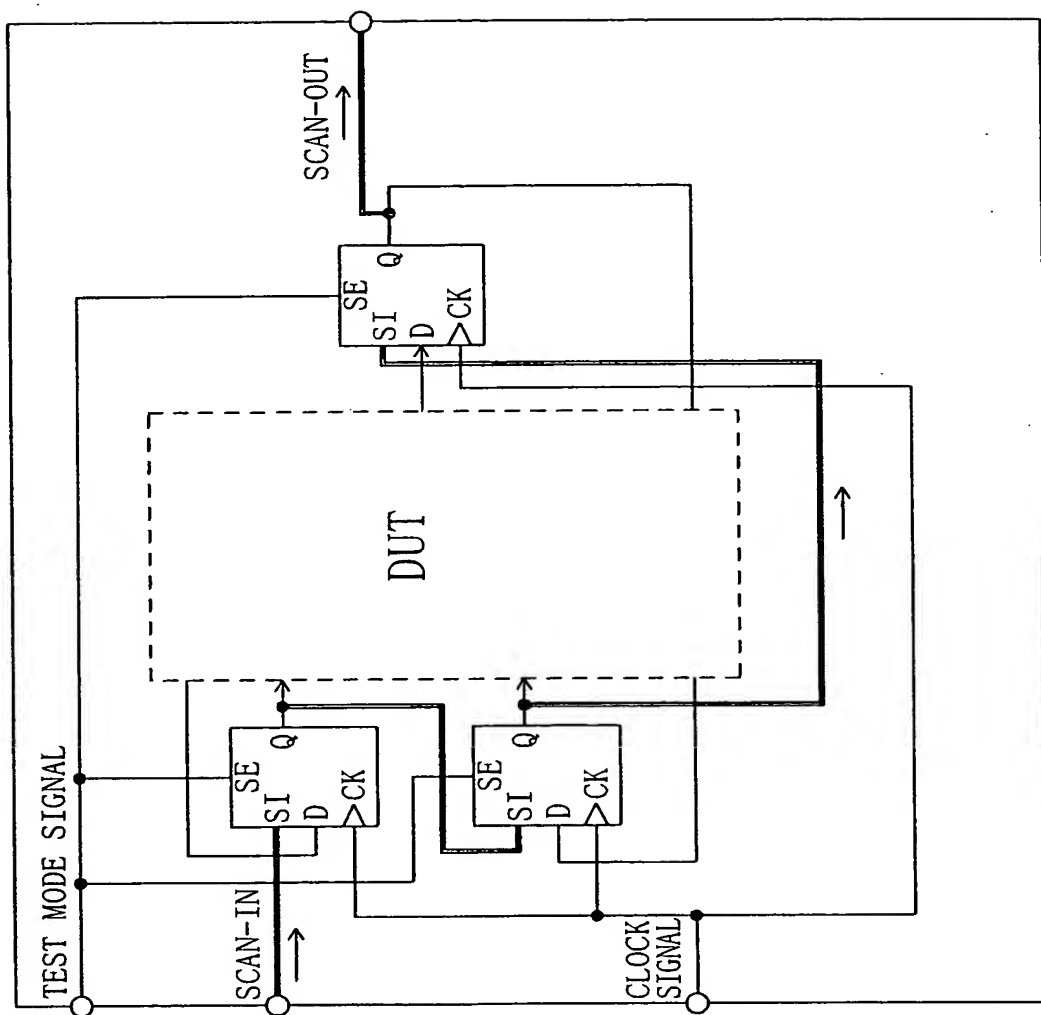 TEST MODE SIGNAL
SCAN-IN
CLOCK
SIGNAL
SE
SI
D
CK
Q
SE
SI
D
CK
Q
DUT
SE
SI
D
CK
Q
SCAN-OUT